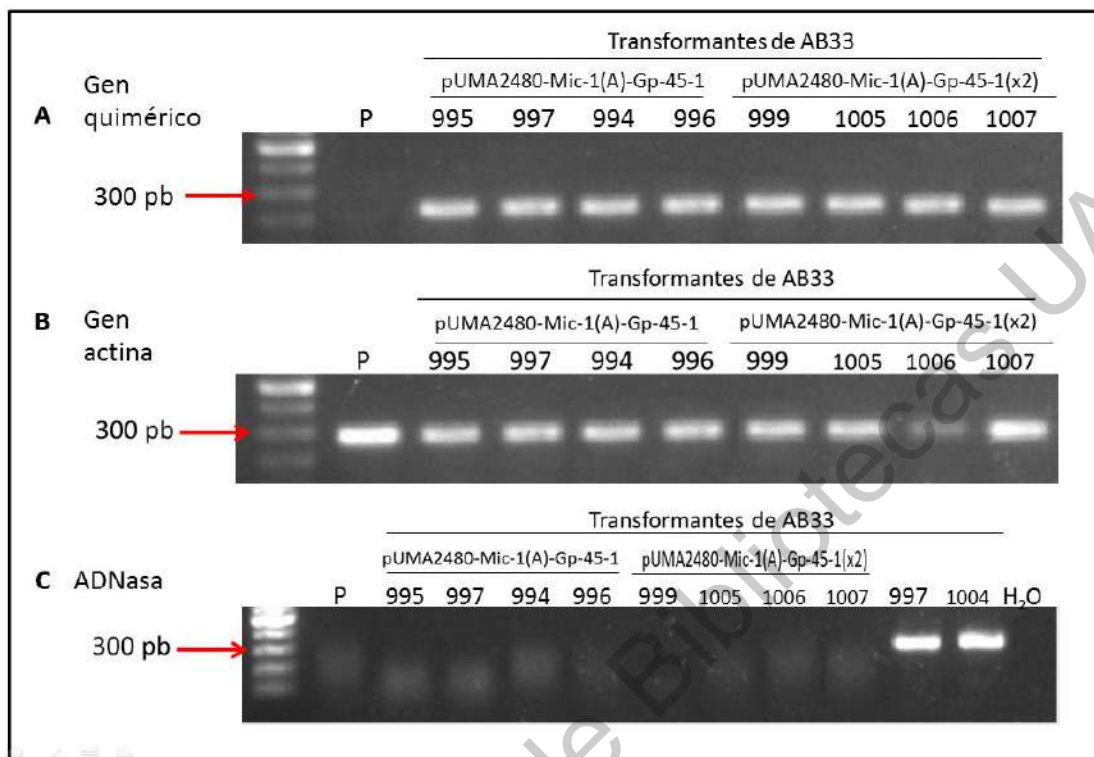 Transformantes de AB33
Gen
quimérico
pUMA2480-Mic-1(A)-Gp-45-1 pUMA2480-Mic-1(A)-Gp-45-1(x2)
A P 995 997 994 996 999 1005 1006 1007
300 pb
Transformantes de AB33
B Gen
actina
pUMA2480-Mic-1(A)-Gp-45-1 pUMA2480-Mic-1(A)-Gp-45-1(x2)
P 995 997 994 996 999 1005 1006 1007
300 pb
Transformantes de AB33
pUMA2480-Mic-1(A)-Gp-45-1 pUMA2480-Mic-1(A)-Gp-45-1(x2)
C ADNasa
P 995 997 994 996 999 1005 1006 1007 997 1004 H₂O
300 pb
de Bibliotecas UA